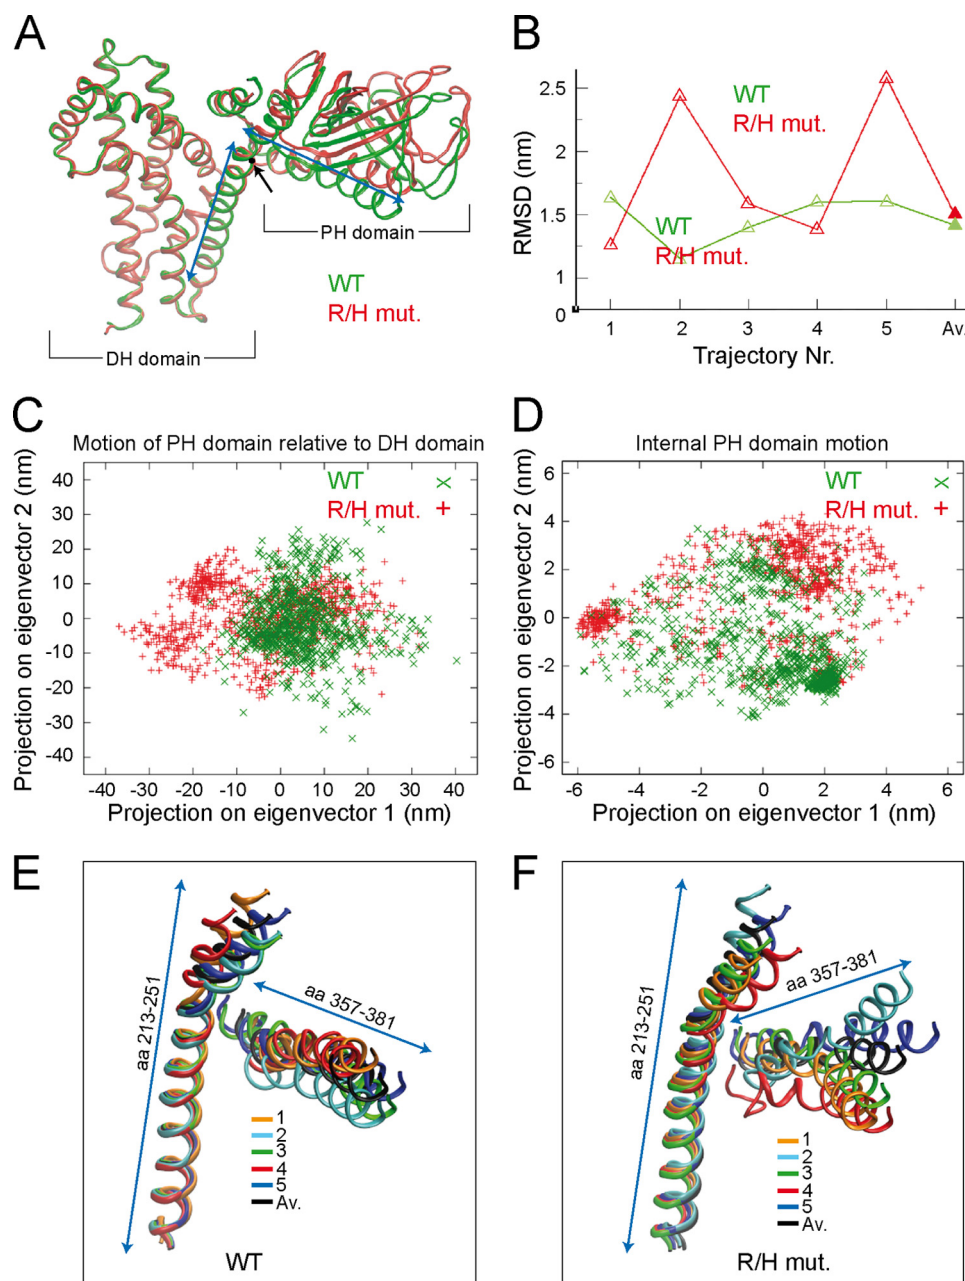 A
PH domain
WT
R/H mut.
DH domain
B
RMSD (nm)
2.5
2
1.5
1
0
WT
R/H mut.
WT
R/H mut.
1 2 3 4 5 Av.
Trajectory Nr.
C
Motion of PH domain relative to DH domain
Projection on eigenvector 2 (nm)
40
30
20
10
0
-10
-20
-30
-40
WT ×
R/H mut. +
-40 -30 -20 -10 0 10 20 30 40
Projection on eigenvector 1 (nm)
D
Internal PH domain motion
Projection on eigenvector 2 (nm)
6
4
2
0
-2
-4
-6
WT ×
R/H mut. +
-6 -4 -2 0 2 4 6
Projection on eigenvector 1 (nm)
E
aa 213-251
aa 357-381
1
2
3
4
5
Av.
WT
F
aa 213-251
aa 357-381
1
2
3
4
5
Av.
R/H mut.